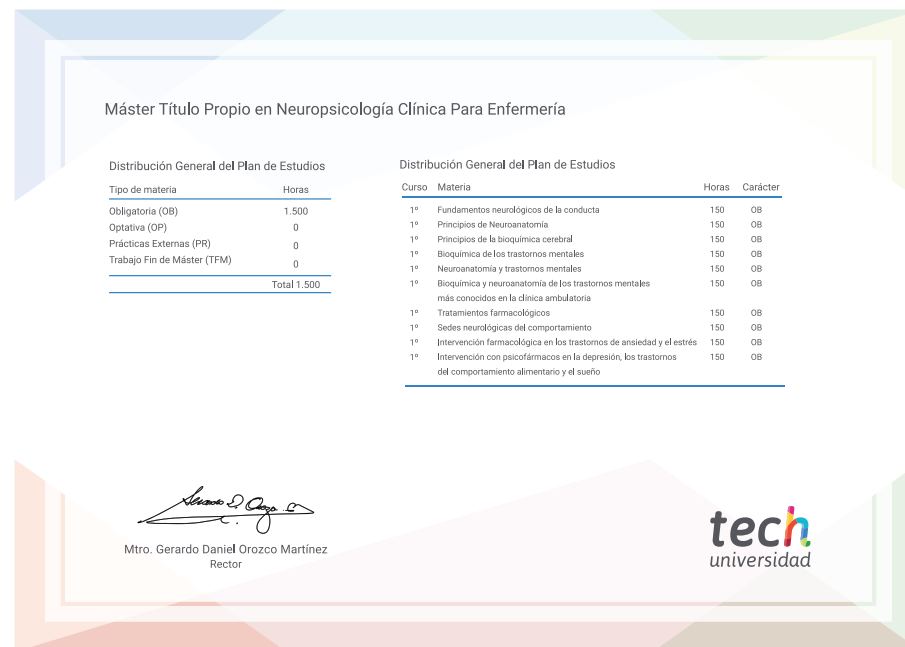 Máster Título Propio en Neuropsicología Clínica Para Enfermería
Distribución General del Plan de Estudios
Tipo de materia Horas
Obligatoria (OB) 1.500
Optativa (OP) 0
Prácticas Externas (PR) 0
Trabajo Fin de Máster (TFM) 0
Total 1.500
Distribución General del Plan de Estudios
Curso Materia Horas Carácter
1º Fundamentos neurológicos de la conducta 150 OB
1º Principios de Neuroanatomía 150 OB
1º Principios de la bioquímica cerebral 150 OB
1º Bioquímica de los trastornos mentales 150 OB
1º Neuroanatomía y trastornos mentales 150 OB
1º Bioquímica y neuroanatomía de los trastornos mentales 150 OB
más conocidos en la clínica ambulatoria
1º Tratamientos farmacológicos 150 OB
1º Sedes neurológicas del comportamiento 150 OB
1º Intervención farmacológica en los trastornos de ansiedad y el estrés 150 OB
1º Intervención con psicofármacos en la depresión, los trastornos 150 OB
del comportamiento alimentario y el sueño
Mtro. Gerardo Daniel Orozco Martínez
Rector
tech
universidad